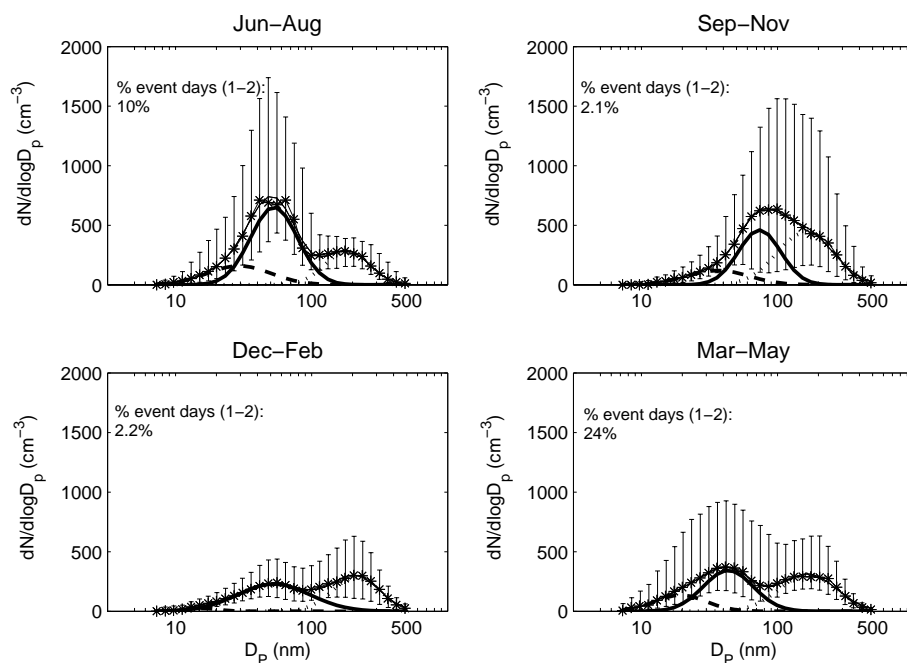 Jun−Aug
2000
1500
1000
500
0
dN/dlogD_p (cm⁻³)
% event days (1−2):
10%
10
100
500
Sep−Nov
2000
1500
1000
500
0
dN/dlogD_p (cm⁻³)
% event days (1−2):
2.1%
10
100
500
Dec−Feb
2000
1500
1000
500
0
dN/dlogD_p (cm⁻³)
% event days (1−2):
2.2%
10
100
500
D_P (nm)
Mar−May
2000
1500
1000
500
0
dN/dlogD_p (cm⁻³)
% event days (1−2):
24%
10
100
500
D_P (nm)